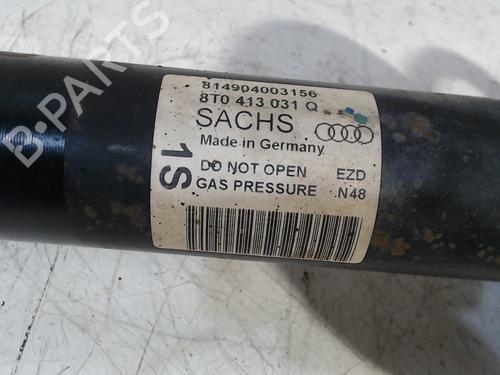 814904003156
8T0 413 031 Q
SACHS
Made in Germany
1S
DO NOT OPEN EZD
GAS PRESSURE .N48
B-PARTS